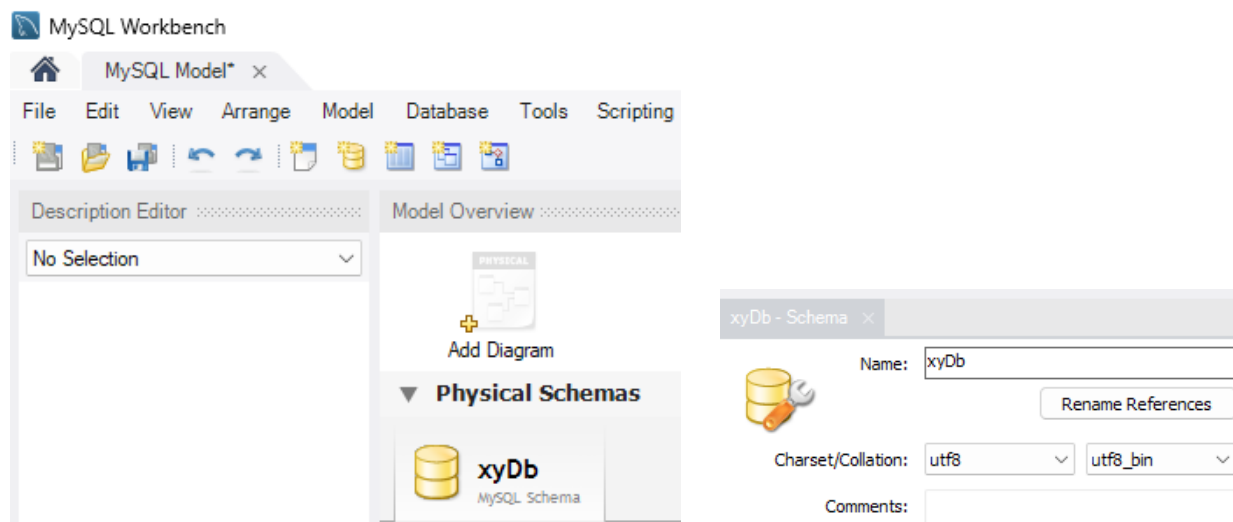 MySQL Workbench
MySQL Model*
File Edit View Arrange Model Database Tools Scripting
Description Editor
Model Overview
No Selection
PHYSICAL
Add Diagram
Physical Schemas
xyDb
MySQL Schema
xyDb - Schema
Name: xyDb
Rename References
Charset/Collation: utf8 utf8_bin
Comments: